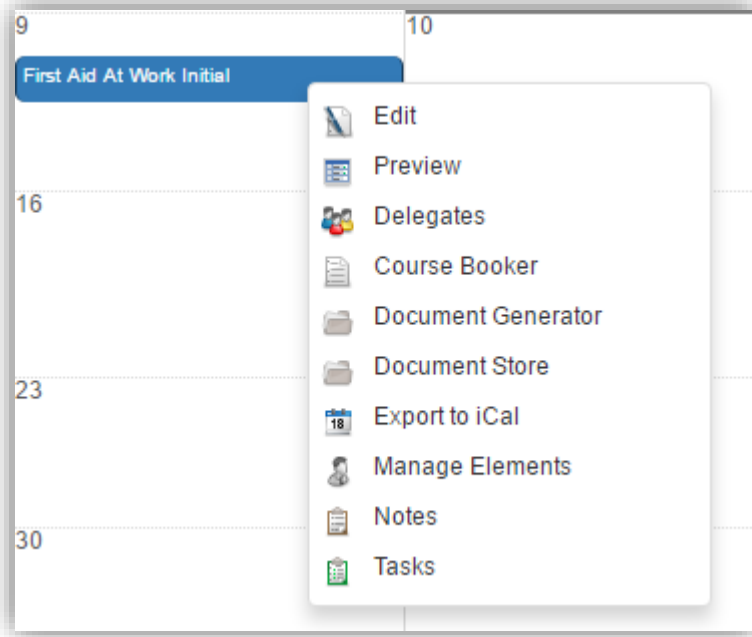 9
10
First Aid At Work Initial
Edit
Preview
Delegates
16
Course Booker
Document Generator
Document Store
23
Export to iCal
18
Manage Elements
Notes
30
Tasks